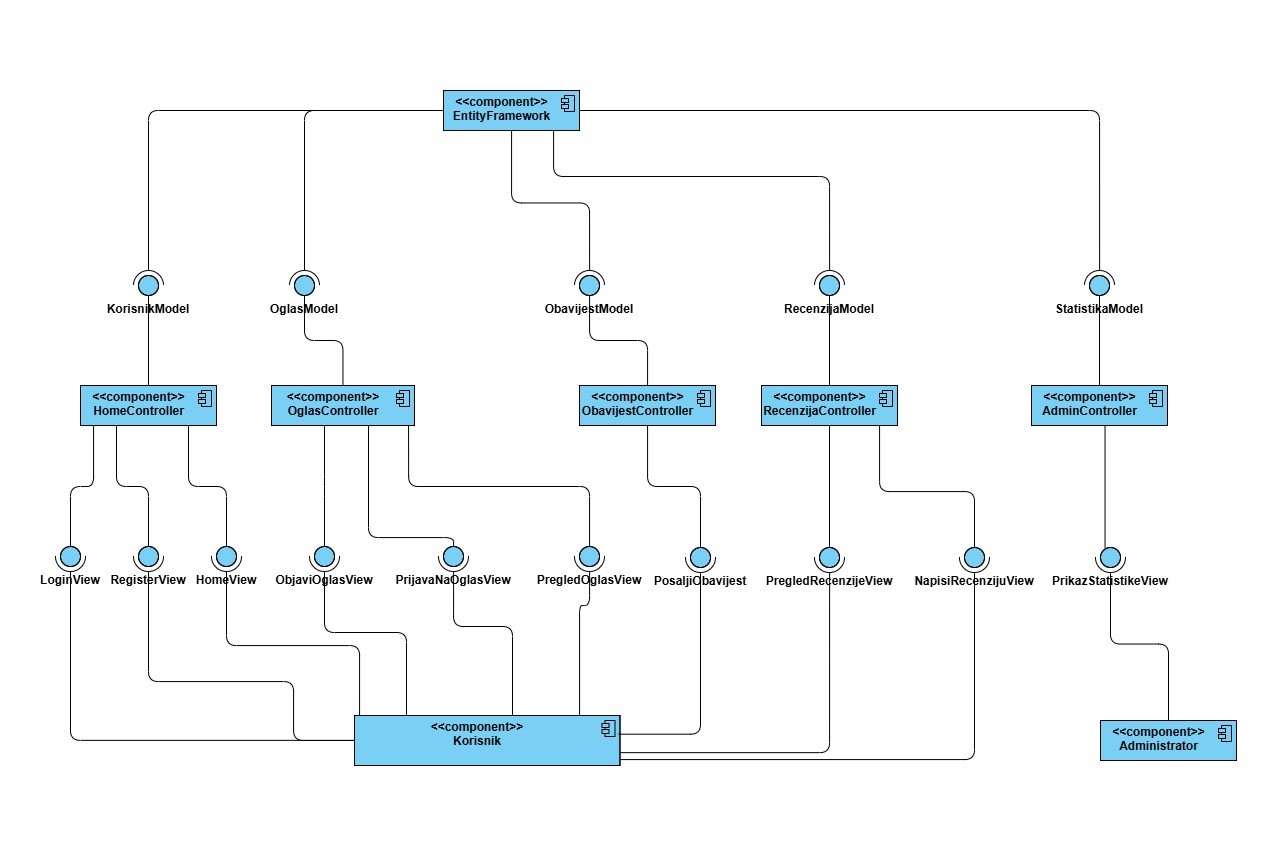 <<component>>
EntityFramework
KorisnikModel
OglasModel
ObavijestModel
RecenzijaModel
StatistikaModel
<<component>>
HomeController
<<component>>
OglasController
<<component>>
ObavijestController
<<component>>
RecenzijaController
<<component>>
AdminController
LoginView
RegisterView
HomeView
ObjaviOglasView
PrijavaNaOglasView
PregledOglasView
PosaljiObavijest
PregledRecenzijeView
NapisiRecenzijuView
PrikazStatistikeView
<<component>>
Korisnik
<<component>>
Administrator